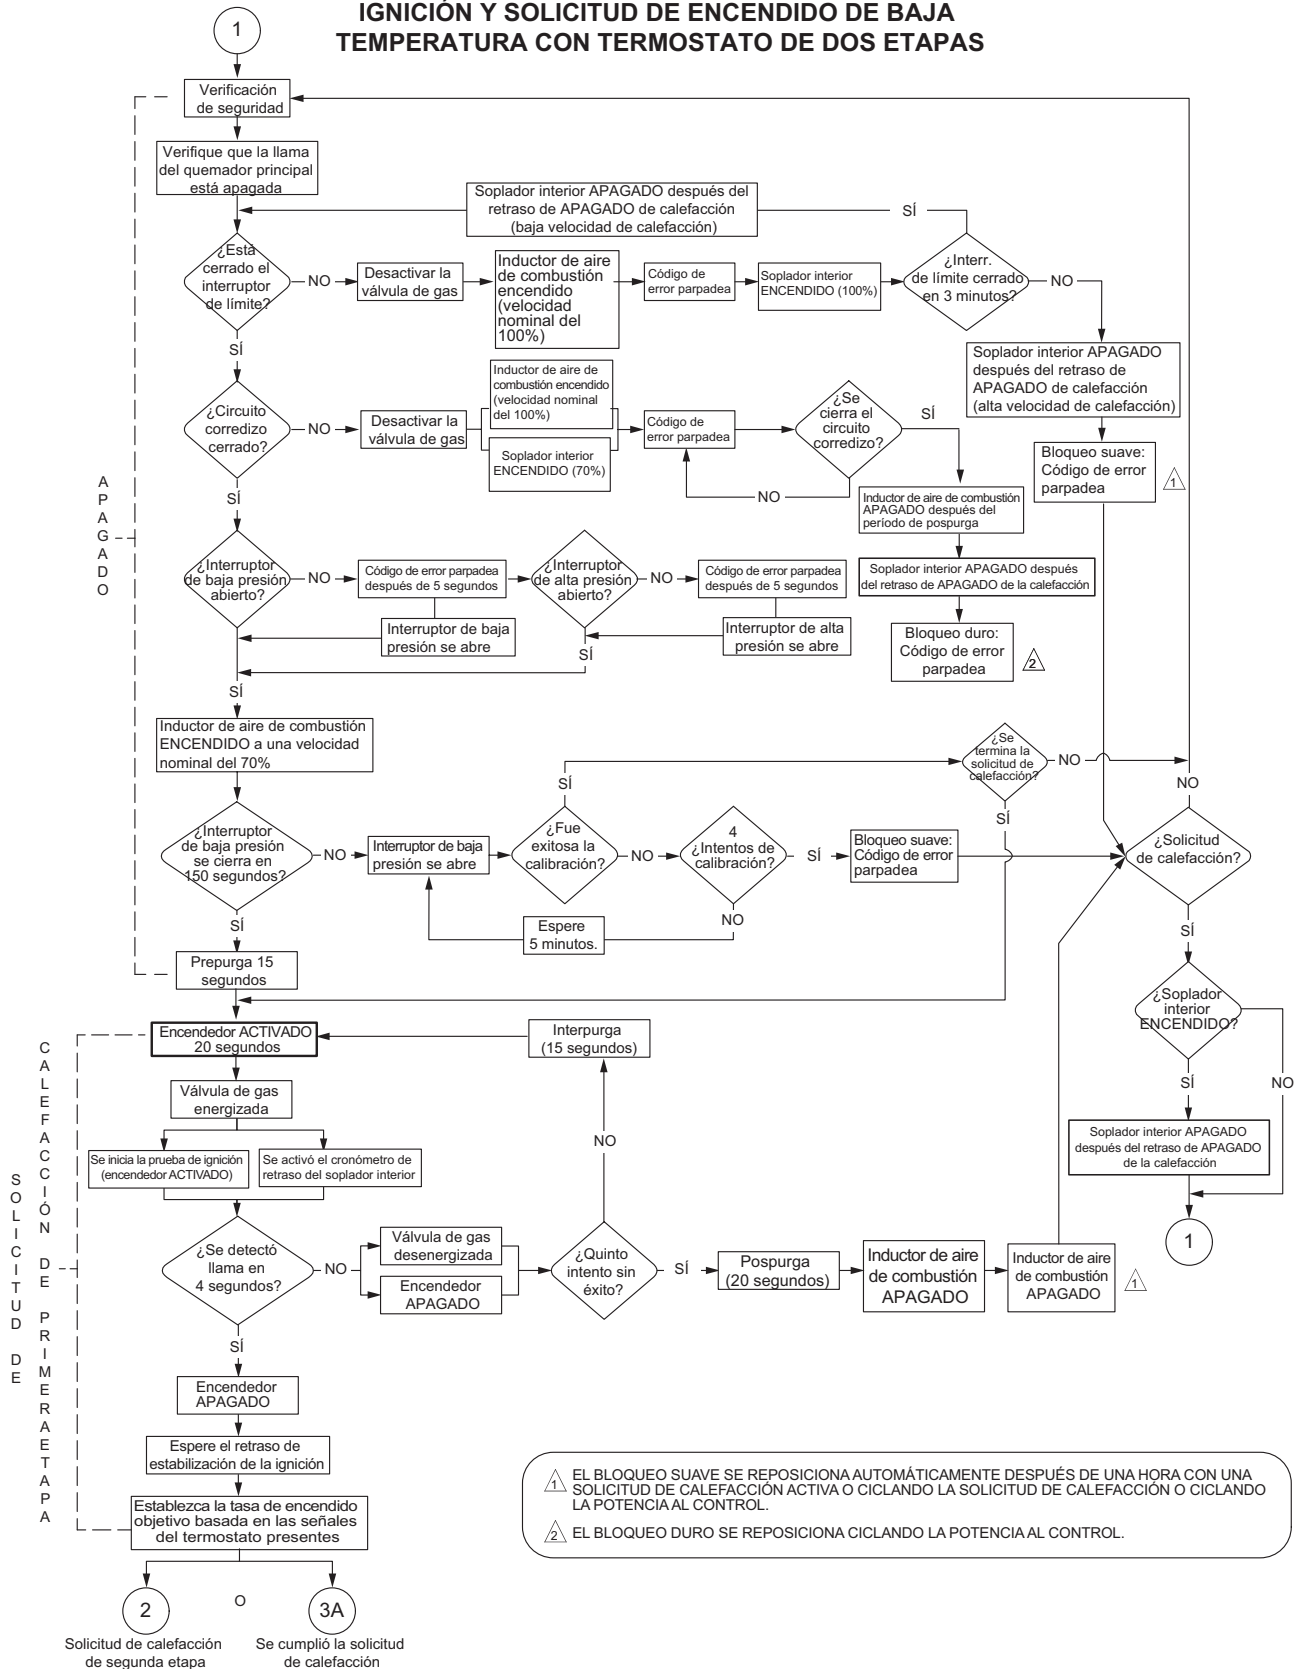 IGNICIÓN Y SOLICITUD DE ENCENDIDO DE BAJA
TEMPERATURA CON TERMOSTATO DE DOS ETAPAS
1
Verificación
de seguridad
Verifique que la llama
del quemador principal
está apagada
Soplador interior APAGADO después del
retraso de APAGADO de calefacción
(baja velocidad de calefacción)
SÍ
¿Está
cerrado el
interruptor
de límite?
NO
Desactivar la
válvula de gas
Inductor de aire
de combustión
encendido
(velocidad
nominal del
100%)
Código de
error parpadea
Soplador interior
ENCENDIDO (100%)
¿Interr.
de límite cerrado
en 3 minutos?
NO
SÍ
Soplador interior APAGADO
después del retraso de
APAGADO de calefacción
(alta velocidad de calefacción)
Bloqueo suave:
Código de error
parpadea
1
¿Circuito
corredizo
cerrado?
NO
Desactivar la
válvula de gas
Inductor de aire de
combustión encendido
(velocidad nominal
del 100%)
Soplador interior
ENCENDIDO (70%)
Código de
error parpadea
¿Se
cierra el
circuito
corredizo?
SÍ
NO
Inductor de aire de combustión
APAGADO después del
período de pospurga
Soplador interior APAGADO después
del retraso de APAGADO de la calefacción
Bloqueo duro:
Código de error
parpadea
2
SÍ
A
P
A
G
A
D
O
¿Interruptor
de baja presión
abierto?
NO
Código de error parpadea
después de 5 segundos
Interruptor de baja
presión se abre
¿Interruptor
de alta presión
abierto?
NO
Código de error parpadea
después de 5 segundos
Interruptor de alta
presión se abre
SÍ
SÍ
Inductor de aire de combustión
ENCENDIDO a una velocidad
nominal del 70%
¿Interruptor
de baja presión
se cierra en
150 segundos?
NO
Interruptor de baja
presión se abre
¿Fue
exitosa la
calibración?
SÍ
NO
4
¿Intentos de
calibración?
SÍ
NO
Espere
5 minutos.
Bloqueo suave:
Código de error
parpadea
¿Se
termina la
solicitud de
calefacción?
NO
SÍ
NO
¿Solicitud
de calefacción?
SÍ
¿Soplador
interior
ENCENDIDO?
SÍ
NO
Soplador interior APAGADO
después del retraso de APAGADO
de la calefacción
1
SÍ
Prepurga 15
segundos
Encendedor ACTIVADO
20 segundos
Interpurga
(15 segundos)
Válvula de gas
energizada
Se inicia la prueba de ignición
(encendedor ACTIVADO)
Se activó el cronómetro de
retraso del soplador interior
NO
¿Se detectó
llama en
4 segundos?
NO
Válvula de gas
desenergizada
Encendedor
APAGADO
¿Quinto
intento sin
éxito?
SÍ
Pospurga
(20 segundos)
Inductor de aire
de combustión
APAGADO
Inductor de aire
de combustión
APAGADO
1
SÍ
Encendedor
APAGADO
Espere el retraso de
estabilización de la ignición
Establezca la tasa de encendido
objetivo basada en las señales
del termostato presentes
S
O
L
I
C
I
T
U
D
D
E
C
A
L
E
F
A
C
C
I
Ó
N
D
E
P
R
I
M
E
R
A
E
T
A
P
A
2
O
3A
Solicitud de calefacción
de segunda etapa
Se cumplió la solicitud
de calefacción
1 EL BLOQUEO SUAVE SE REPOSICIONA AUTOMÁTICAMENTE DESPUÉS DE UNA HORA CON UNA
SOLICITUD DE CALEFACCIÓN ACTIVA O CICLANDO LA SOLICITUD DE CALEFACCIÓN O CICLANDO
LA POTENCIA AL CONTROL.
2 EL BLOQUEO DURO SE REPOSICIONA CICLANDO LA POTENCIA AL CONTROL.